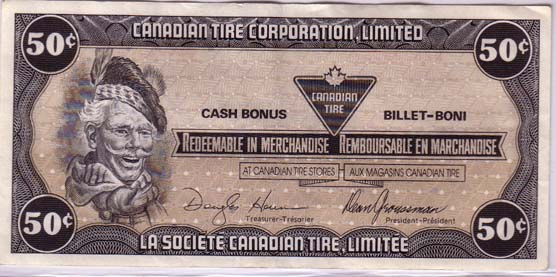 50¢ CANADIAN TIRE CORPORATION, LIMITED 50¢
CANADIAN
TIRE
CASH BONUS BILLET-BONI
REDEEMABLE IN MERCHANDISE REMBOURSABLE EN MARCHANDISE
AT CANADIAN TIRE STORES AUX MAGASINS CANADIAN TIRE
Treasurer-Trésorier President-Président
50¢ LA SOCIÉTÉ CANADIAN TIRE, LIMITÉE 50¢